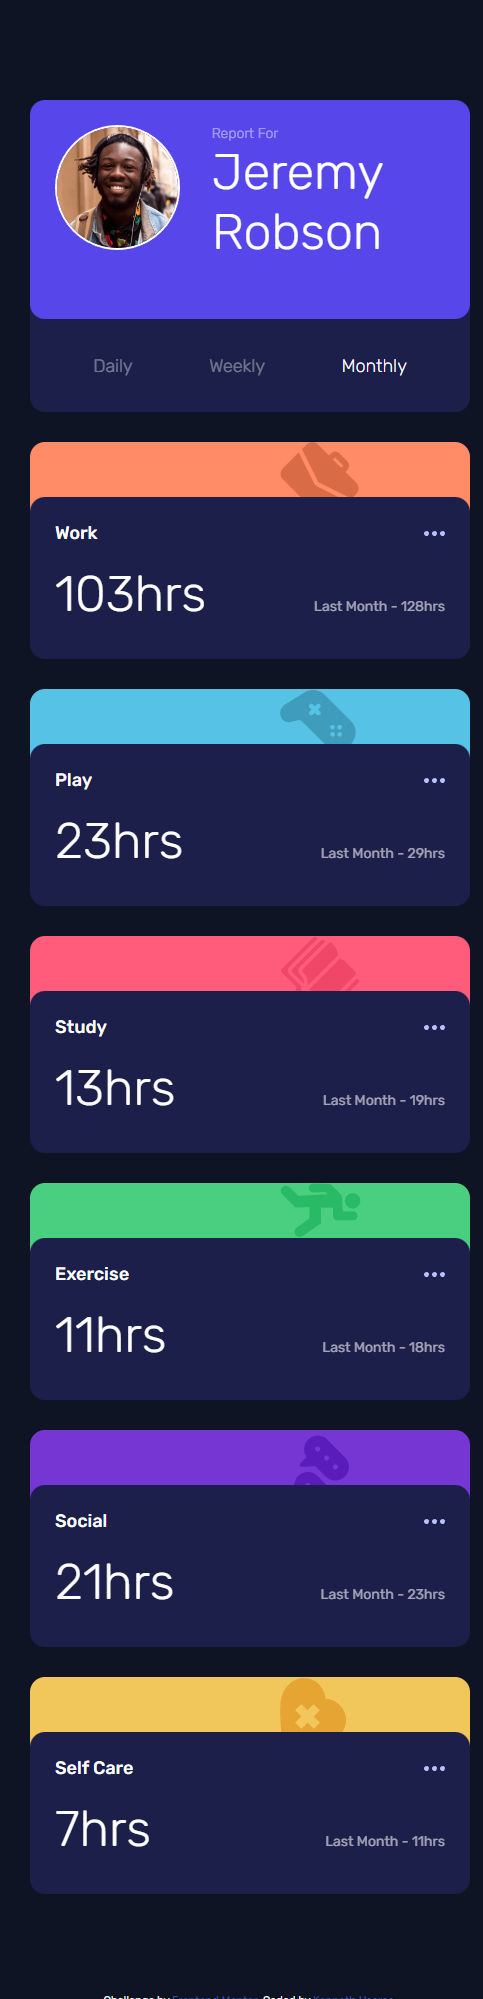 Report For
Jeremy
Robson
Daily Weekly Monthly
Work
103hrs Last Month - 128hrs
Play
23hrs Last Month - 29hrs
Study
13hrs Last Month - 19hrs
Exercise
11hrs Last Month - 18hrs
Social
21hrs Last Month - 23hrs
Self Care
7hrs Last Month - 11hrs
Challenge by Frontend Mentor. Coded by